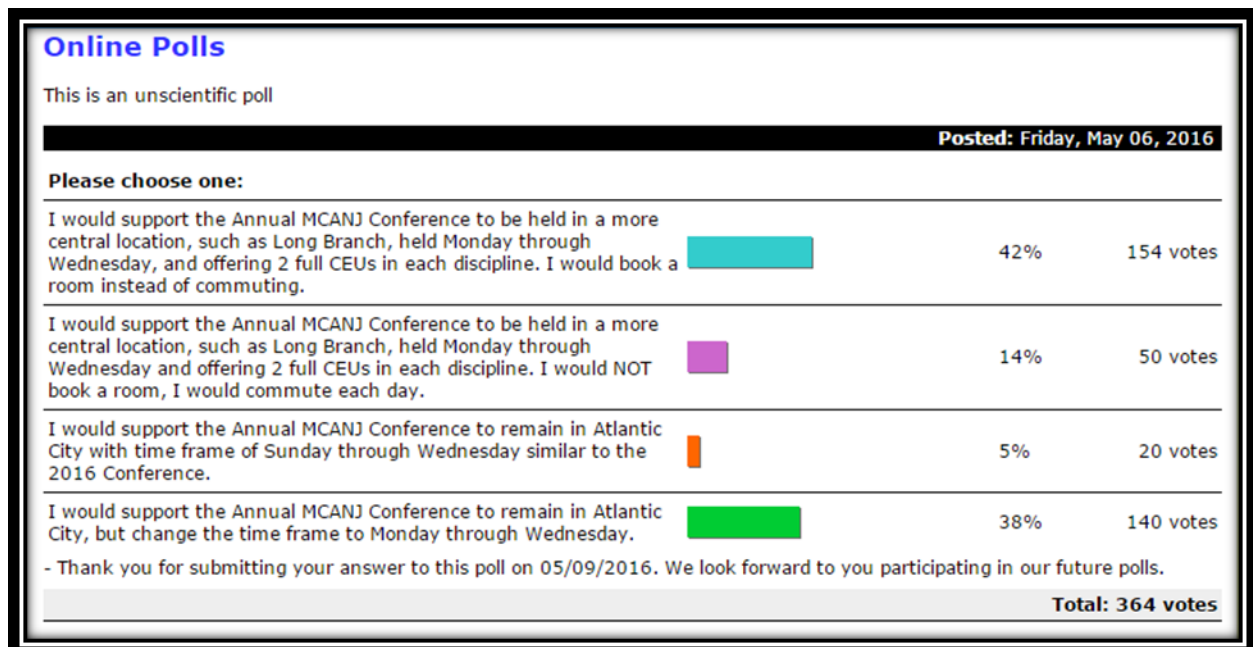 Online Polls
This is an unscientific poll
Posted: Friday, May 06, 2016
Please choose one:
I would support the Annual MCANJ Conference to be held in a more
central location, such as Long Branch, held Monday through
Wednesday, and offering 2 full CEUs in each discipline. I would book a
room instead of commuting.
42% 154 votes
I would support the Annual MCANJ Conference to be held in a more
central location, such as Long Branch, held Monday through
Wednesday and offering 2 full CEUs in each discipline. I would NOT
book a room, I would commute each day.
14% 50 votes
I would support the Annual MCANJ Conference to remain in Atlantic
City with time frame of Sunday through Wednesday similar to the
2016 Conference.
5% 20 votes
I would support the Annual MCANJ Conference to remain in Atlantic
City, but change the time frame to Monday through Wednesday.
38% 140 votes
- Thank you for submitting your answer to this poll on 05/09/2016. We look forward to you participating in our future polls.
Total: 364 votes